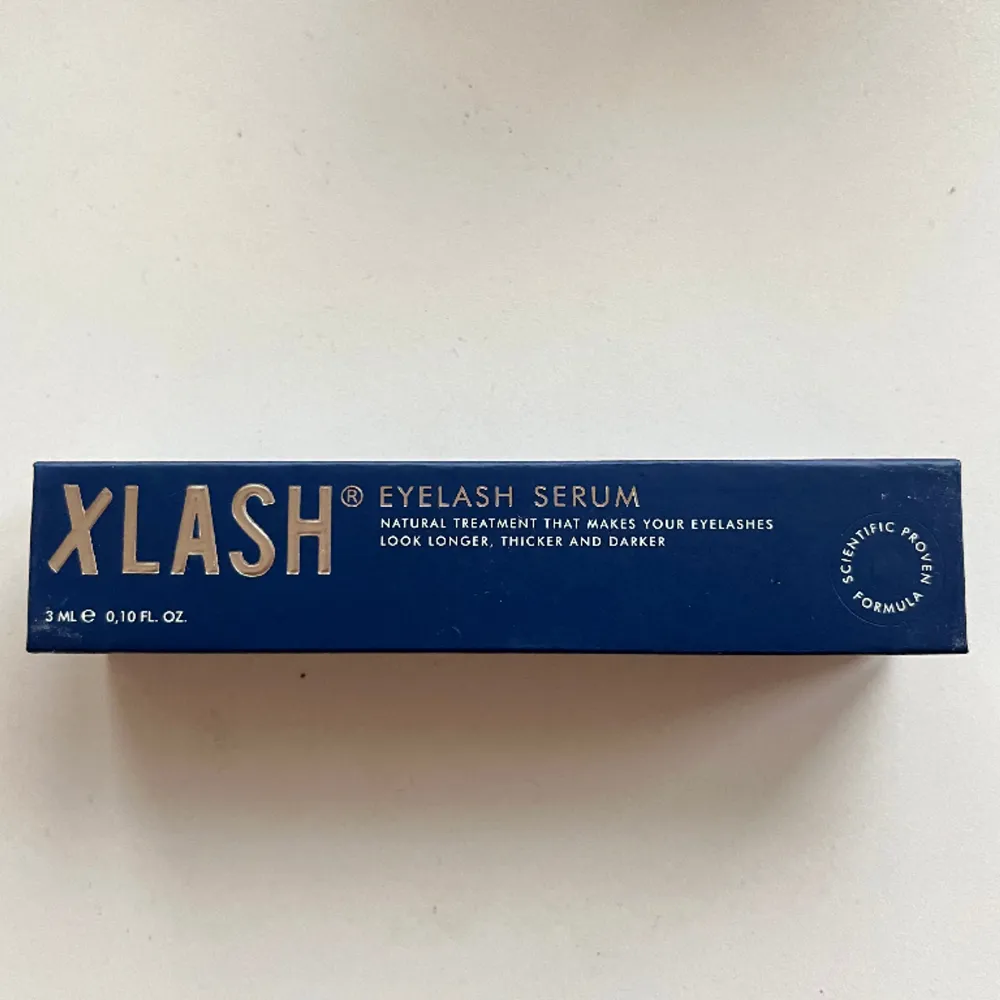 XLASH® EYELASH SERUM
NATURAL TREATMENT THAT MAKES YOUR EYELASHES
LOOK LONGER, THICKER AND DARKER
3 ML ℮ 0,10 FL. OZ.
SCIENTIFIC PROVEN FORMULA